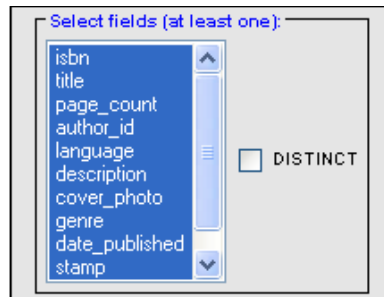 Select fields (at least one):
isbn
title
page_count
author_id
language
description
cover_photo
genre
date_published
stamp
DISTINCT